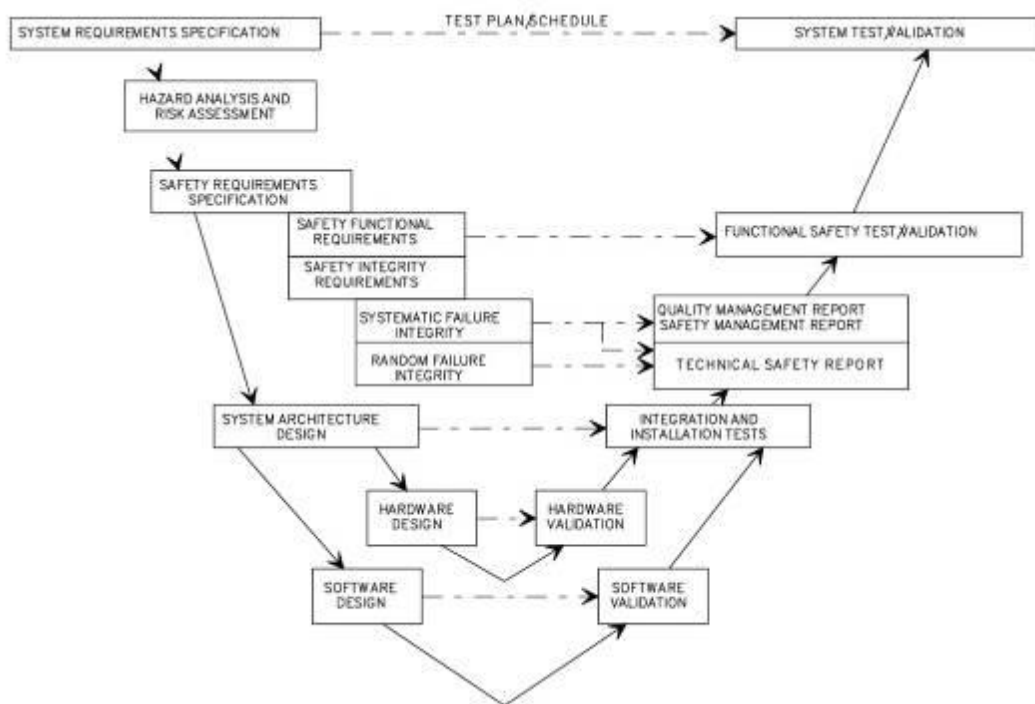 TEST PLAN/SCHEDULE
SYSTEM REQUIREMENTS SPECIFICATION
SYSTEM TEST/VALIDATION
HAZARD ANALYSIS AND
RISK ASSESSMENT
SAFETY REQUIREMENTS
SPECIFICATION
SAFETY FUNCTIONAL
REQUIREMENTS
FUNCTIONAL SAFETY TEST/VALIDATION
SAFETY INTEGRITY
REQUIREMENTS
SYSTEMATIC FAILURE
INTEGRITY
QUALITY MANAGEMENT REPORT
SAFETY MANAGEMENT REPORT
RANDOM FAILURE
INTEGRITY
TECHNICAL SAFETY REPORT
SYSTEM ARCHITECTURE
DESIGN
INTEGRATION AND
INSTALLATION TESTS
HARDWARE
DESIGN
HARDWARE
VALIDATION
SOFTWARE
DESIGN
SOFTWARE
VALIDATION